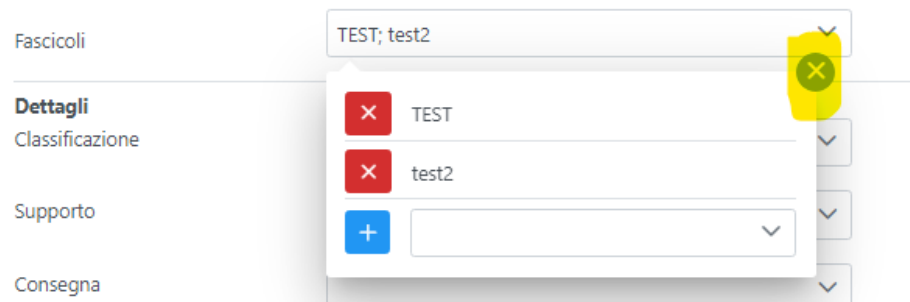 Fascicoli
TEST; test2
Dettagli
TEST
Classificazione
test2
Supporto
Consegna